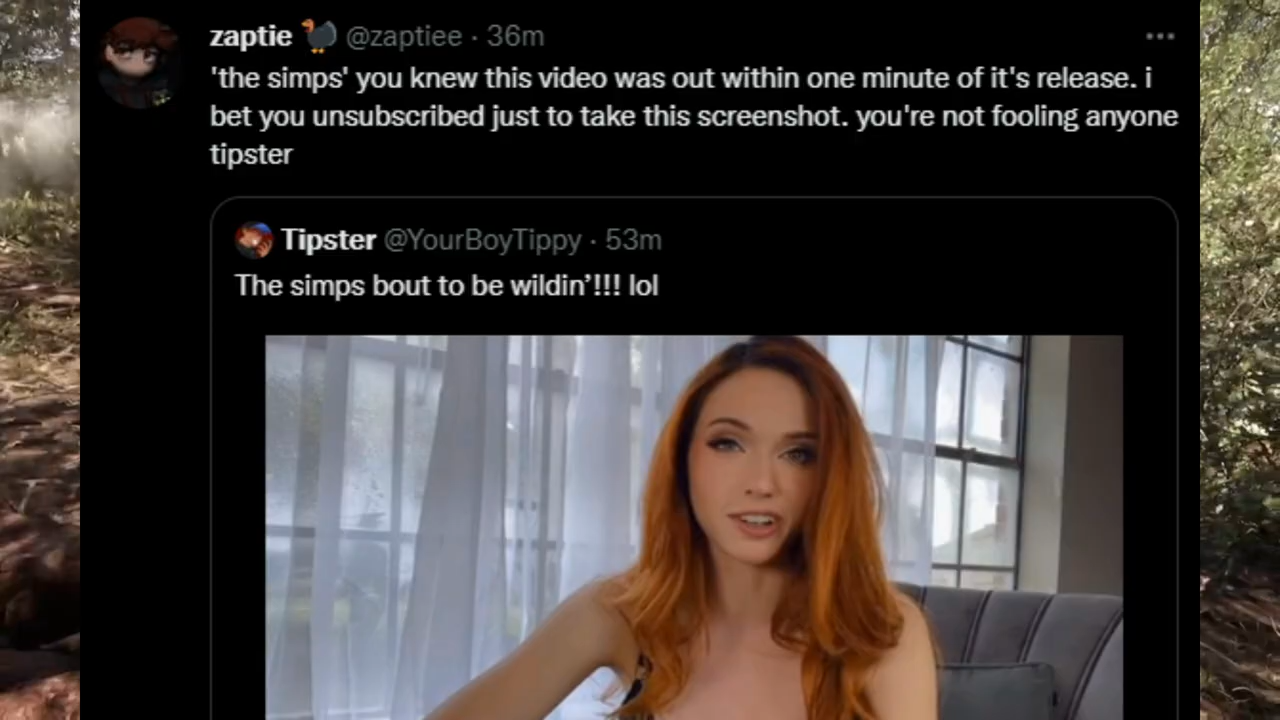 zaptie 🦃 @zaptiee · 36m
'the simps' you knew this video was out within one minute of it's release. i
bet you unsubscribed just to take this screenshot. you're not fooling anyone
tipster
Tipster @YourBoyTippy · 53m
The simps bout to be wildin’!!! lol